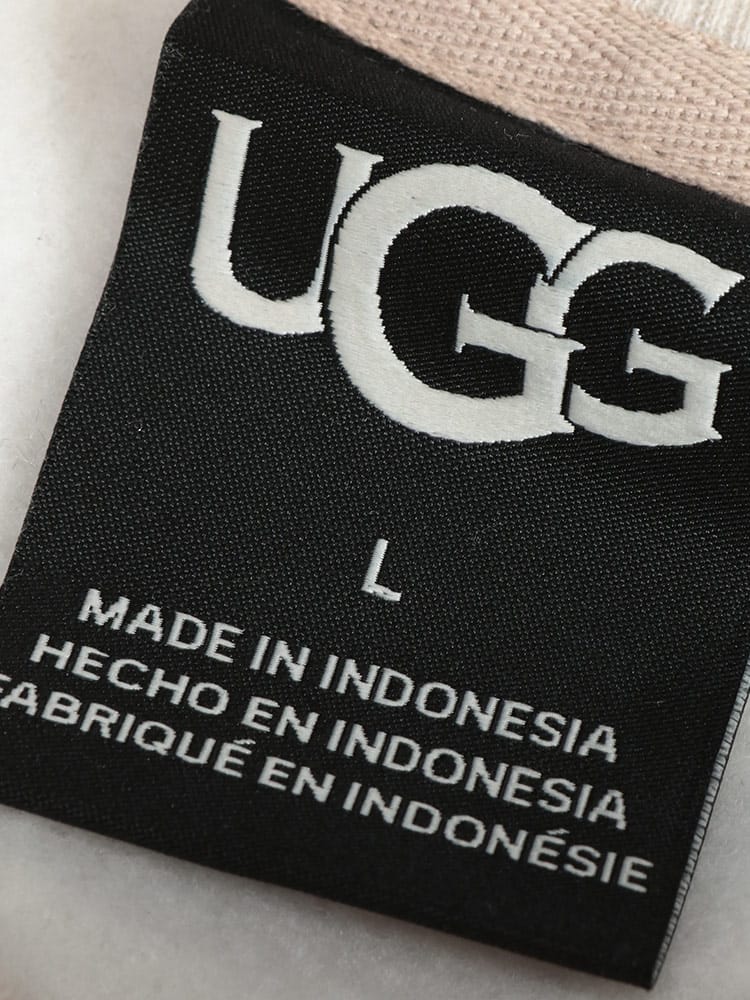 UGG
L
MADE IN INDONESIA
HECHO EN INDONESIA
FABRIQUÉ EN INDONÉSIE